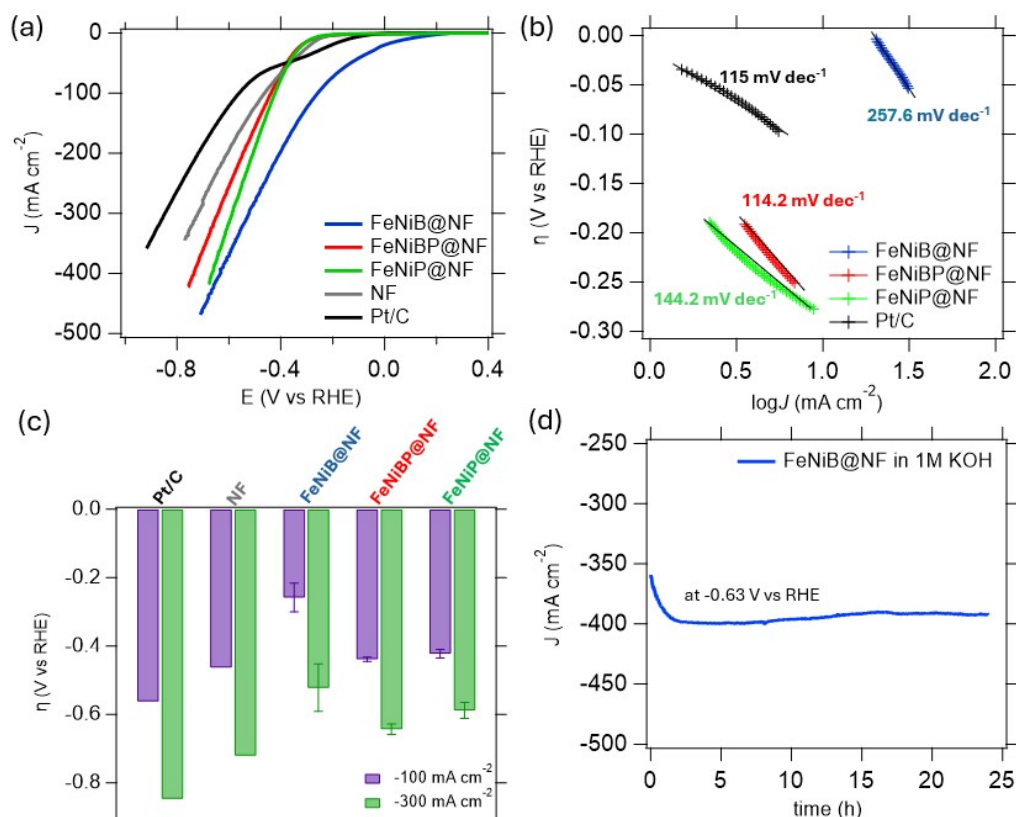 (a)
0
-100
-200
-300
-400
-500
J (mA cm⁻²)
-0.8
-0.4
0.0
0.4
E (V vs RHE)
FeNiB@NF
FeNiBP@NF
FeNiP@NF
NF
Pt/C
(b)
0.00
-0.05
-0.10
-0.15
-0.20
-0.25
-0.30
η (V vs RHE)
115 mV dec⁻¹
257.6 mV dec⁻¹
114.2 mV dec⁻¹
144.2 mV dec⁻¹
FeNiB@NF
FeNiBP@NF
FeNiP@NF
Pt/C
0.0
0.5
1.0
1.5
2.0
logJ (mA cm⁻²)
(c)
Pt/C
NF
FeNiB@NF
FeNiBP@NF
FeNiP@NF
0.0
-0.2
-0.4
-0.6
-0.8
η (V vs RHE)
-100 mA cm⁻²
-300 mA cm⁻²
(d)
-250
-300
-350
-400
-450
-500
J (mA cm⁻²)
FeNiB@NF in 1M KOH
at -0.63 V vs RHE
0
5
10
15
20
25
time (h)